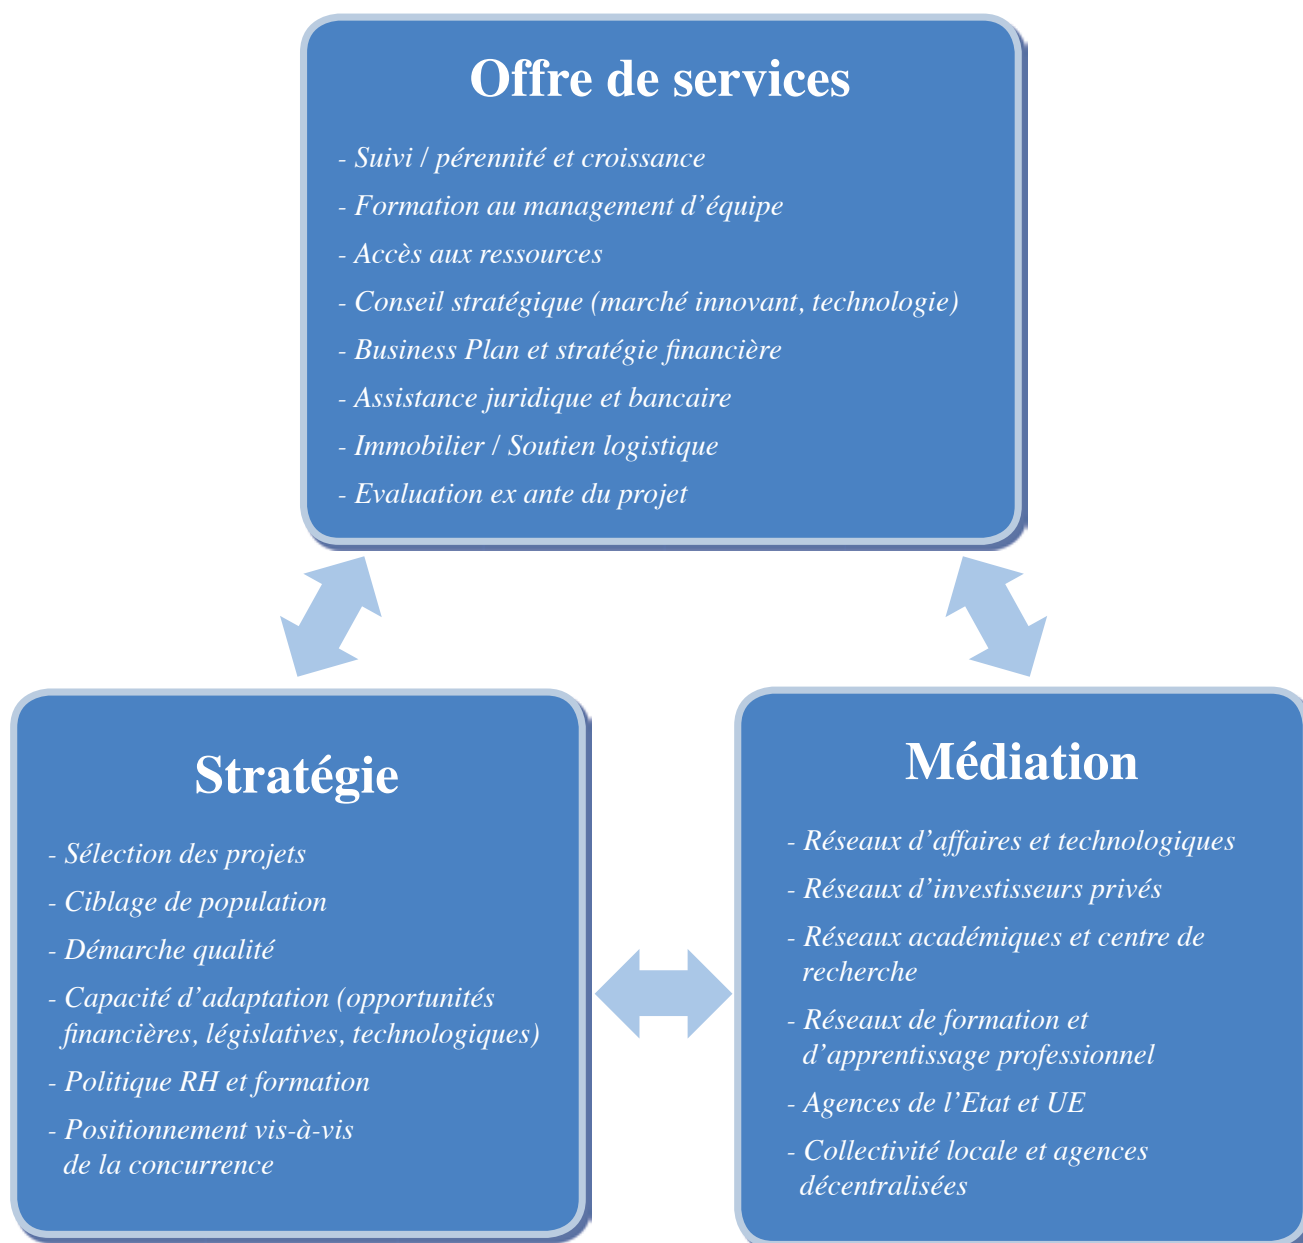 Offre de services
- Suivi / pérennité et croissance
- Formation au management d’équipe
- Accès aux ressources
- Conseil stratégique (marché innovant, technologie)
- Business Plan et stratégie financière
- Assistance juridique et bancaire
- Immobilier / Soutien logistique
- Evaluation ex ante du projet
Stratégie
- Sélection des projets
- Ciblage de population
- Démarche qualité
- Capacité d’adaptation (opportunités
financières, législatives, technologiques)
- Politique RH et formation
- Positionnement vis-à-vis
de la concurrence
Médiation
- Réseaux d’affaires et technologiques
- Réseaux d’investisseurs privés
- Réseaux académiques et centre de
recherche
- Réseaux de formation et
d’apprentissage professionnel
- Agences de l’Etat et UE
- Collectivité locale et agences
décentralisées